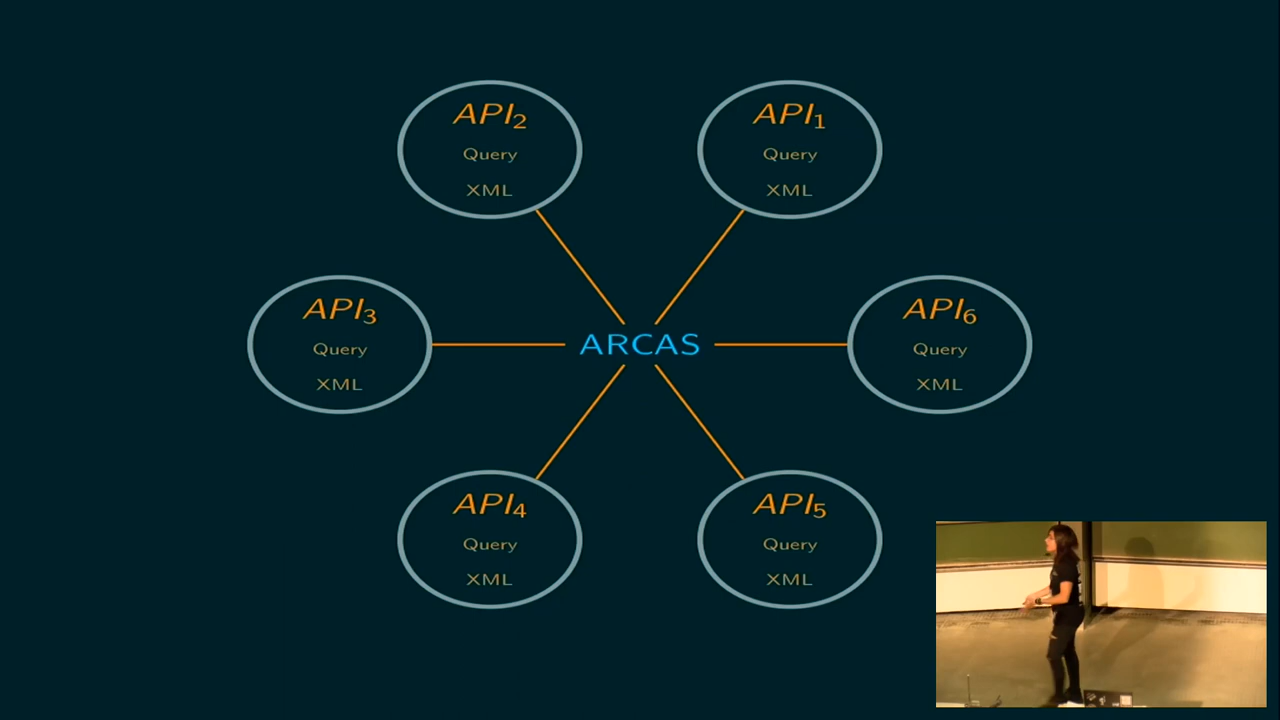 API2
Query
XML
API1
Query
XML
API3
Query
XML
ARCAS
API6
Query
XML
API4
Query
XML
API5
Query
XML